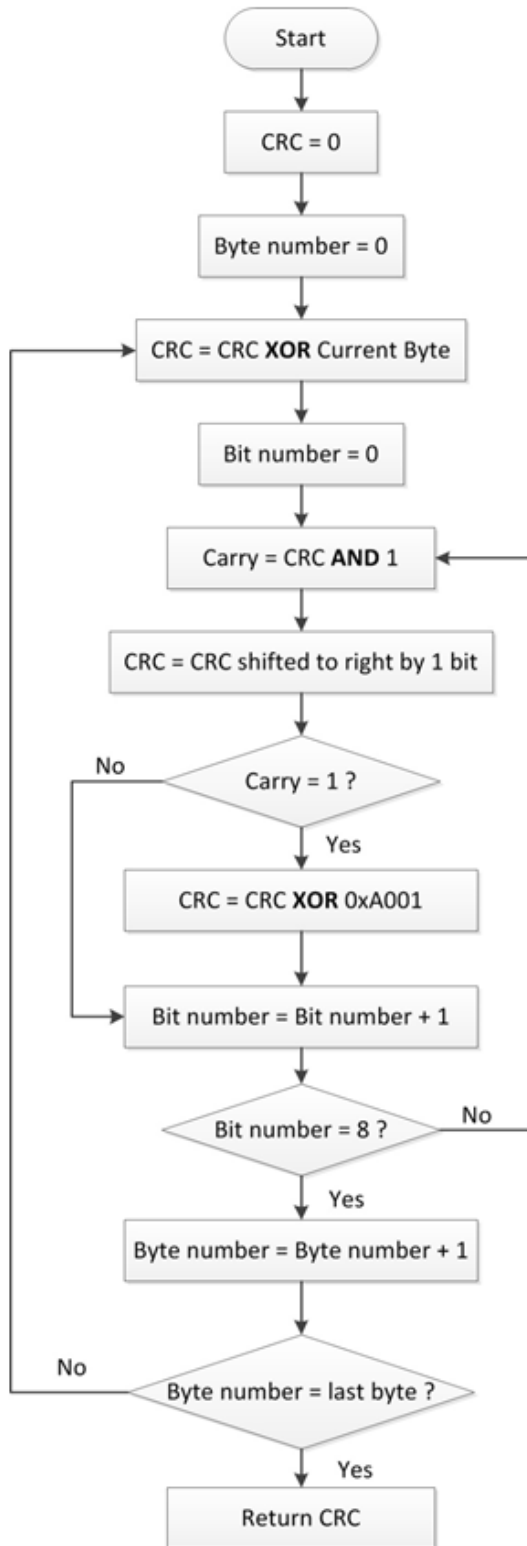 Start
CRC = 0
Byte number = 0
CRC = CRC XOR Current Byte
Bit number = 0
Carry = CRC AND 1
CRC = CRC shifted to right by 1 bit
No
Carry = 1 ?
Yes
CRC = CRC XOR 0xA001
Bit number = Bit number + 1
Bit number = 8 ?
No
Yes
Byte number = Byte number + 1
No
Byte number = last byte ?
Yes
Return CRC